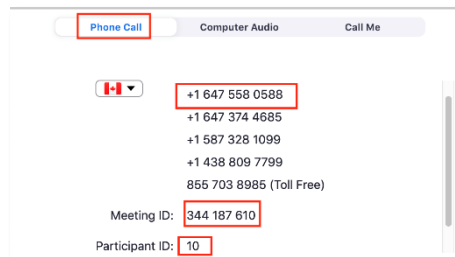 Phone Call Computer Audio Call Me
+1 647 558 0588
+1 647 374 4685
+1 587 328 1099
+1 438 809 7799
855 703 8985 (Toll Free)
Meeting ID: 344 187 610
Participant ID: 10